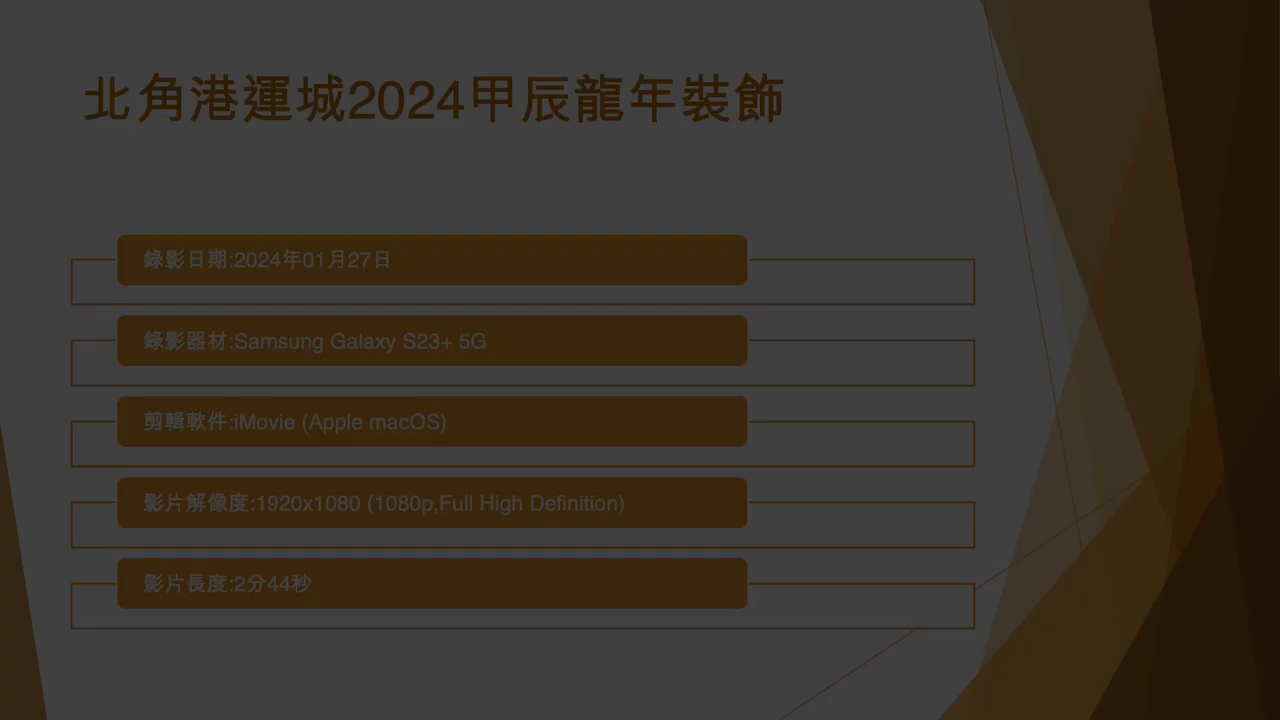 北角港運城2024甲辰龍年裝飾
錄影日期:2024年01月27日
錄影器材:Samsung Galaxy S23+ 5G
剪輯軟件:iMovie (Apple macOS)
影片解像度:1920x1080 (1080p,Full High Definition)
影片長度:2分44秒